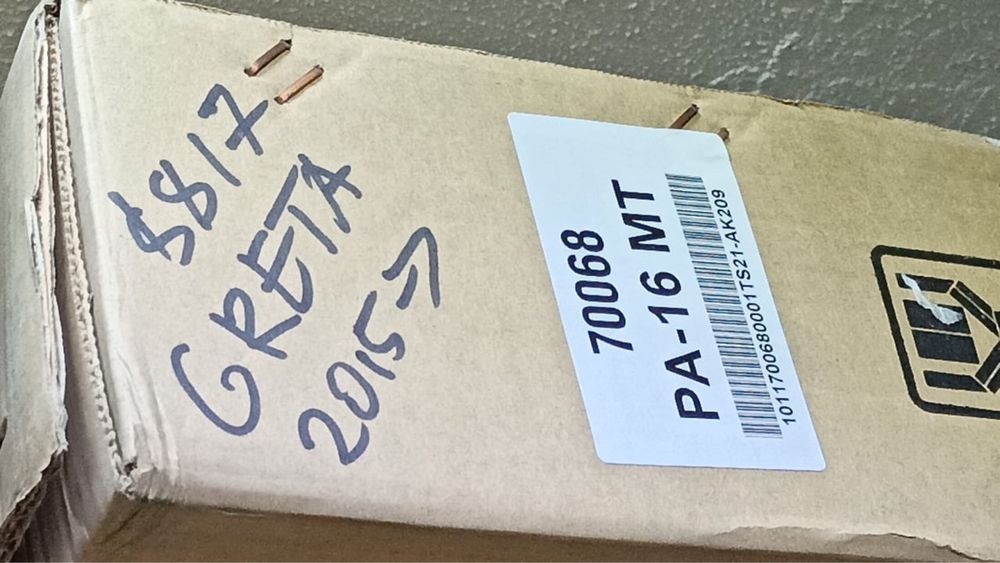 $817
GRETA
2015->
70068
PA-16 MT
1011700680001TS21-AK209